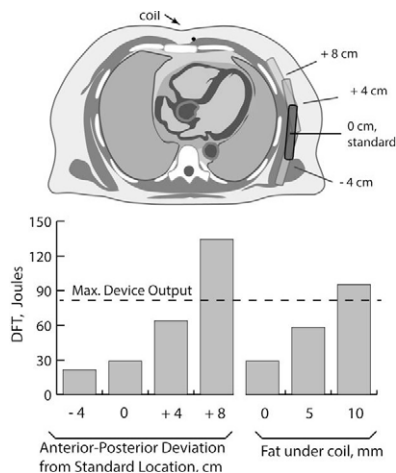 coil
+ 8 cm
+ 4 cm
0 cm,
standard
- 4 cm
150
120
90
60
30
0
DFT, Joules
Max. Device Output
- 4 0 + 4 + 8 0 5 10
Anterior-Posterior Deviation
from Standard Location, cm
Fat under coil, mm